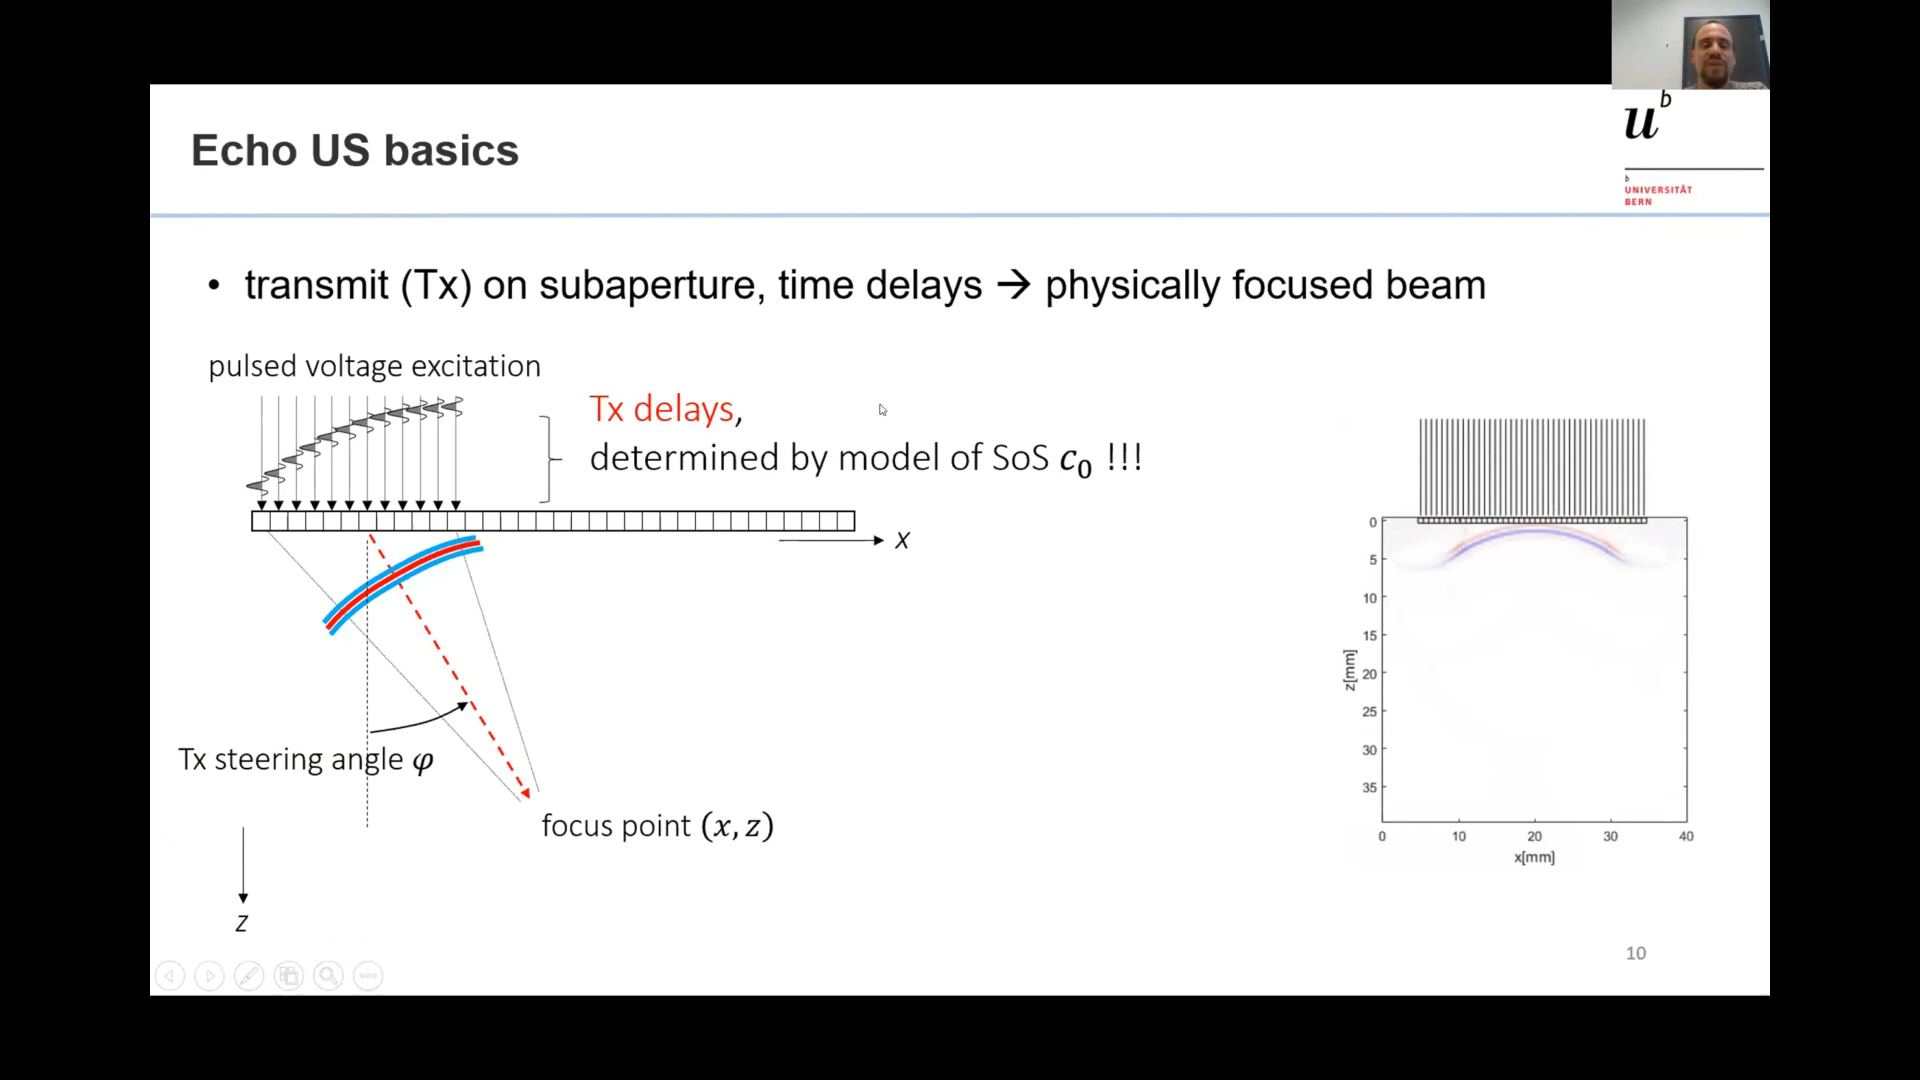 u^b
b
UNIVERSITÄT
BERN
Echo US basics
• transmit (Tx) on subaperture, time delays → physically focused beam
pulsed voltage excitation
Tx delays,
determined by model of SoS c₀ !!!
x
Tx steering angle φ
focus point (x, z)
z
0
5
10
15
20
25
30
35
z[mm]
0 10 20 30 40
x[mm]
10